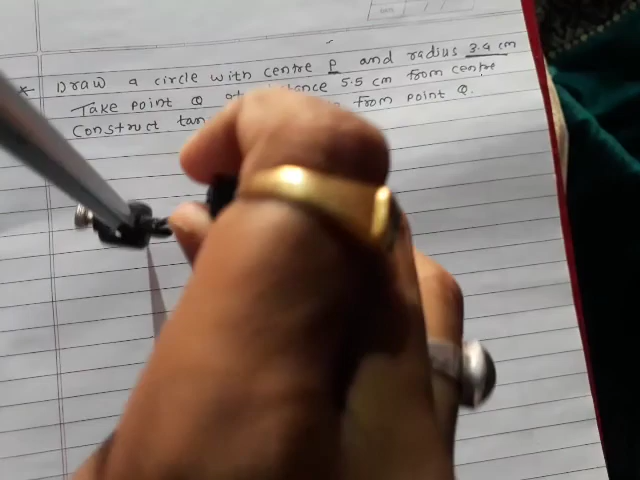 * Draw a circle with centre P and radius 3.4 cm
Take point Q at distance 5.5 cm from centre
Construct tan from point Q.